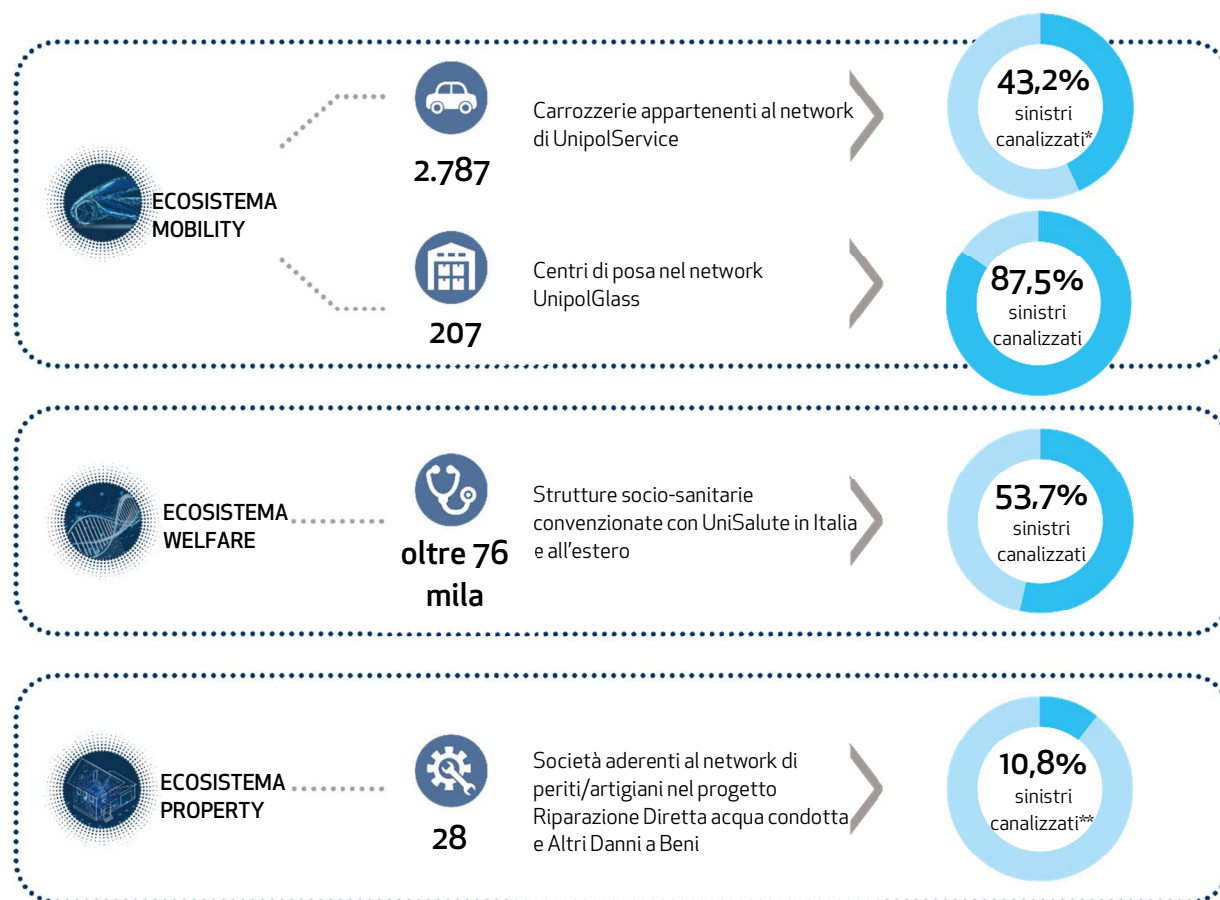 ECOSISTEMA
MOBILITY
2.787
Carrozzerie appartenenti al network
di UnipolService
43,2%
sinistri
canalizzati*
207
Centri di posa nel network
UnipolGlass
87,5%
sinistri
canalizzati
ECOSISTEMA
WELFARE
oltre 76
mila
Strutture socio-sanitarie
convenzionate con UniSalute in Italia
e all'estero
53,7%
sinistri
canalizzati
ECOSISTEMA
PROPERTY
28
Società aderenti al network di
periti/artigiani nel progetto
Riparazione Diretta acqua condotta
e Altri Danni a Beni
10,8%
sinistri
canalizzati**